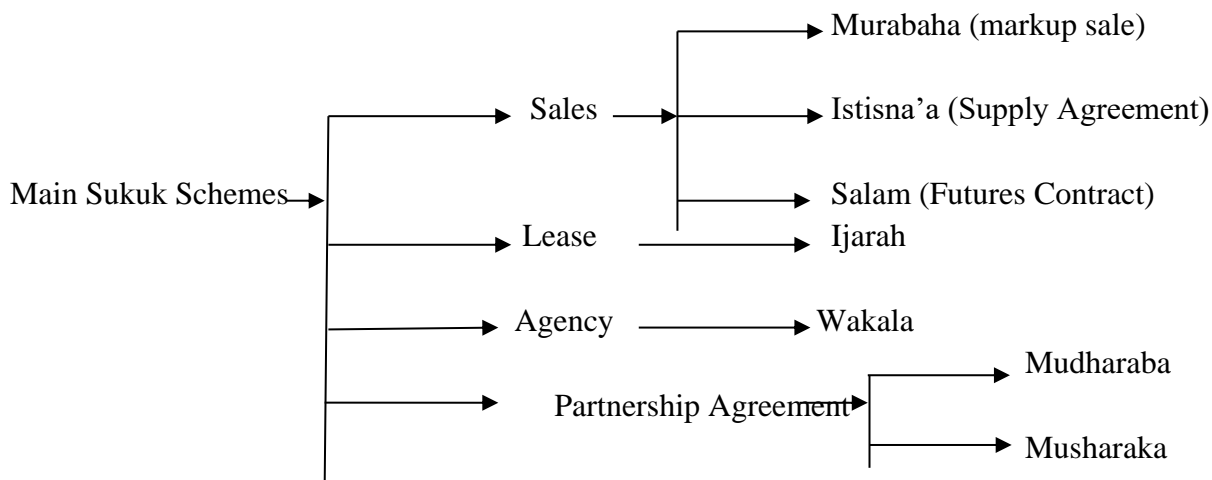 Murabaha (markup sale)
Sales
Istisna’a (Supply Agreement)
Main Sukuk Schemes
Salam (Futures Contract)
Lease
Ijarah
Agency
Wakala
Mudharaba
Partnership Agreement
Musharaka